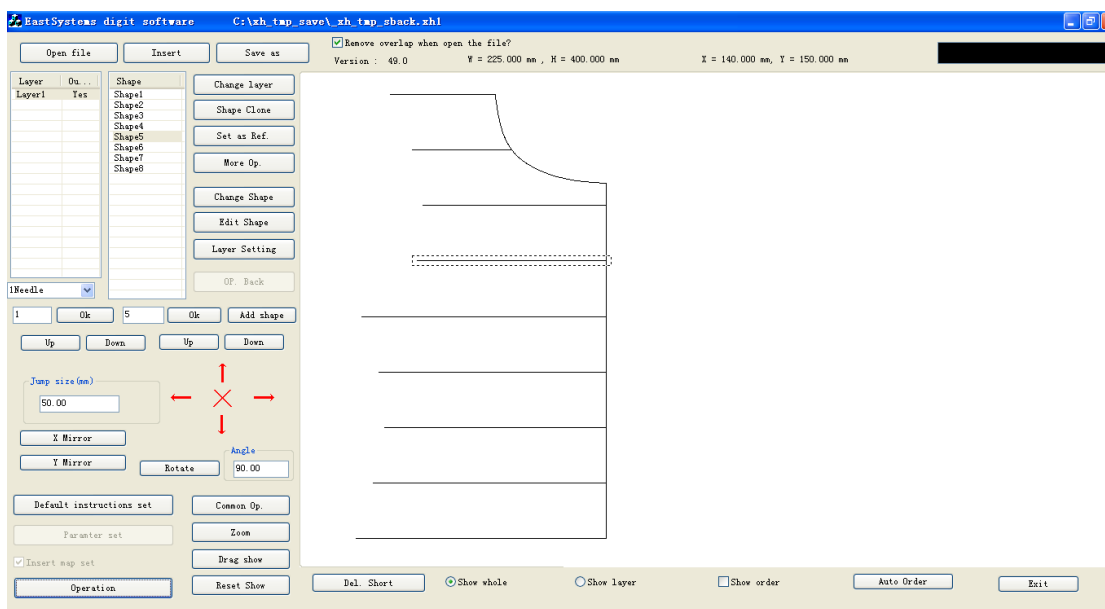 EastSystems digit software C:\xh_tmp_save\_xh_tmp_sback.xh1
Open file Insert Save as
Remove overlap when open the file?
Version : 49.0 W = 225.000 mm , H = 400.000 mm X = 140.000 mm, Y = 150.000 mm
Layer Ou... Shape
Layer1 Yes Shape1
Shape2
Shape3
Shape4
Shape5
Shape6
Shape7
Shape8
Change layer
Shape Clone
Set as Ref.
More Op.
Change Shape
Edit Shape
Layer Setting
OP. Back
1Needle
1 Ok 5 Ok Add shape
Up Down Up Down
Jump size(mm)
50.00
X Mirror
Y Mirror
Rotate
Angle
90.00
Default instructions set Common Op.
Paramter set Zoom
Insert map set Drag show
Operation Reset Show
Del. Short Show whole Show layer Show order Auto Order Exit